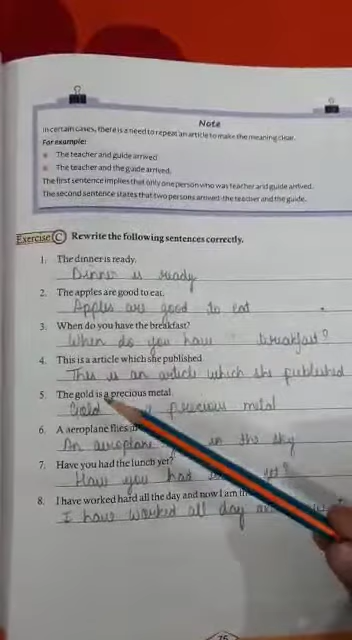 Note
In certain cases, there is a need to repeat an article to make the meaning clear.
For example:
The teacher and guide arrived
The teacher and the guide arrived.
The first sentence implies that only one person who was teacher and guide arrived.
The second sentence states that two persons arrived-the teacher and the guide.
Exercise C Rewrite the following sentences correctly.
1. The dinner is ready.
Dinner is ready
2. The apples are good to eat.
Apples are good to eat
3. When do you have the breakfast?
When do you have breakfast?
4. This is a article which she published
This is an article which she published
5. The gold is a precious metal
Gold precious metal
6. A aeroplane flies
An aeroplane in the sky
7. Have you had the lunch yet?
Have you had yet?
8. I have worked hard all the day and now I am
I have worked all day
75